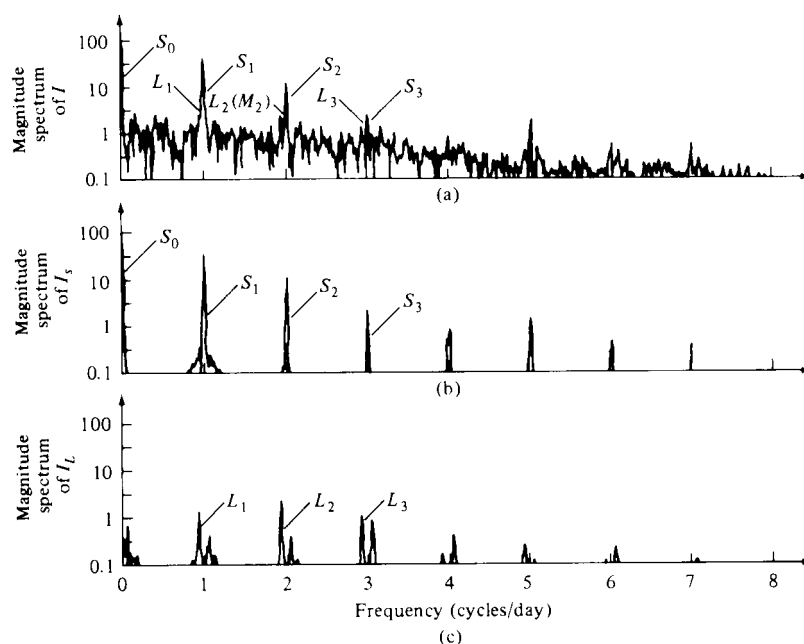 Magnitude
spectrum
of I
100
10
1
0.1
S0
L1
S1
L2(M2)
S2
L3
S3
(a)
Magnitude
spectrum
of Is
100
10
1
0.1
S0
S1
S2
S3
(b)
Magnitude
spectrum
of IL
100
10
1
0.1
L1
L2
L3
0 1 2 3 4 5 6 7 8
Frequency (cycles/day)
(c)